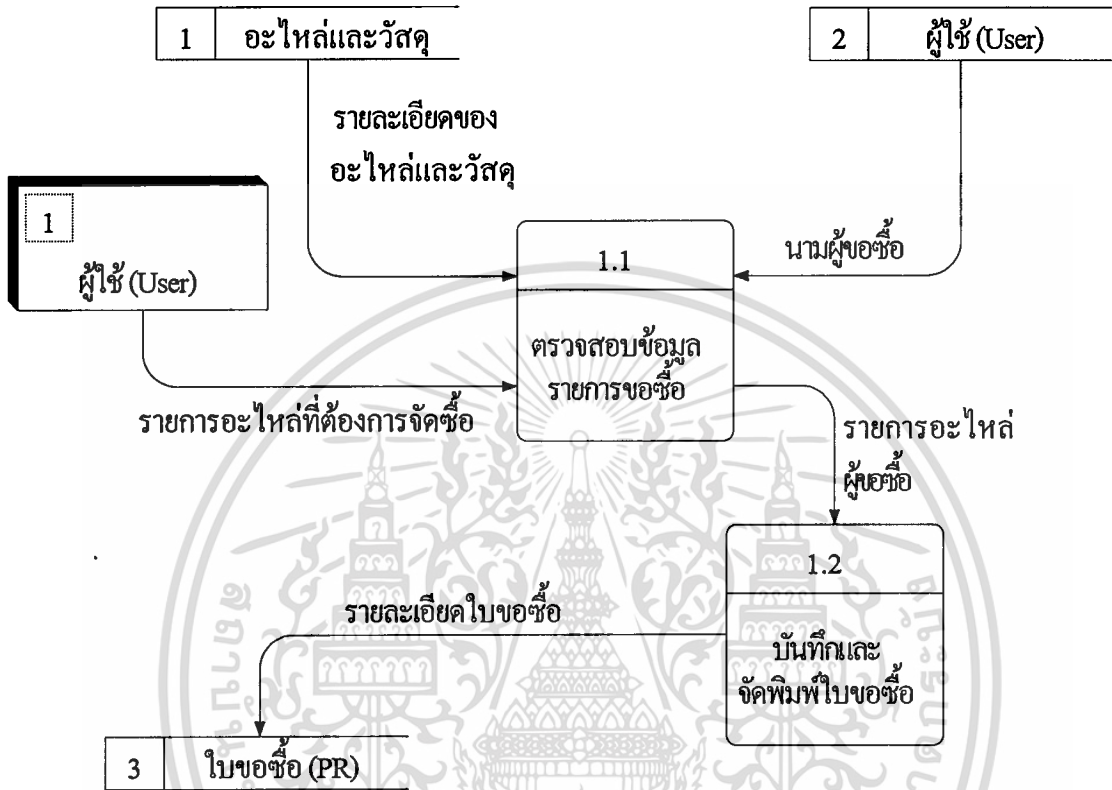 1 อะไหล่และวัสดุ
2 ผู้ใช้ (User)
รายละเอียดของ
อะไหล่และวัสดุ
1
ผู้ใช้ (User)
1.1
นามผู้ขอซื้อ
ตรวจสอบข้อมูล
รายการขอซื้อ
รายการอะไหล่ที่ต้องการจัดซื้อ
รายการอะไหล่
ผู้ขอซื้อ
1.2
รายละเอียดใบขอซื้อ
บันทึกและ
จัดพิมพ์ใบขอซื้อ
3 ใบขอซื้อ (PR)